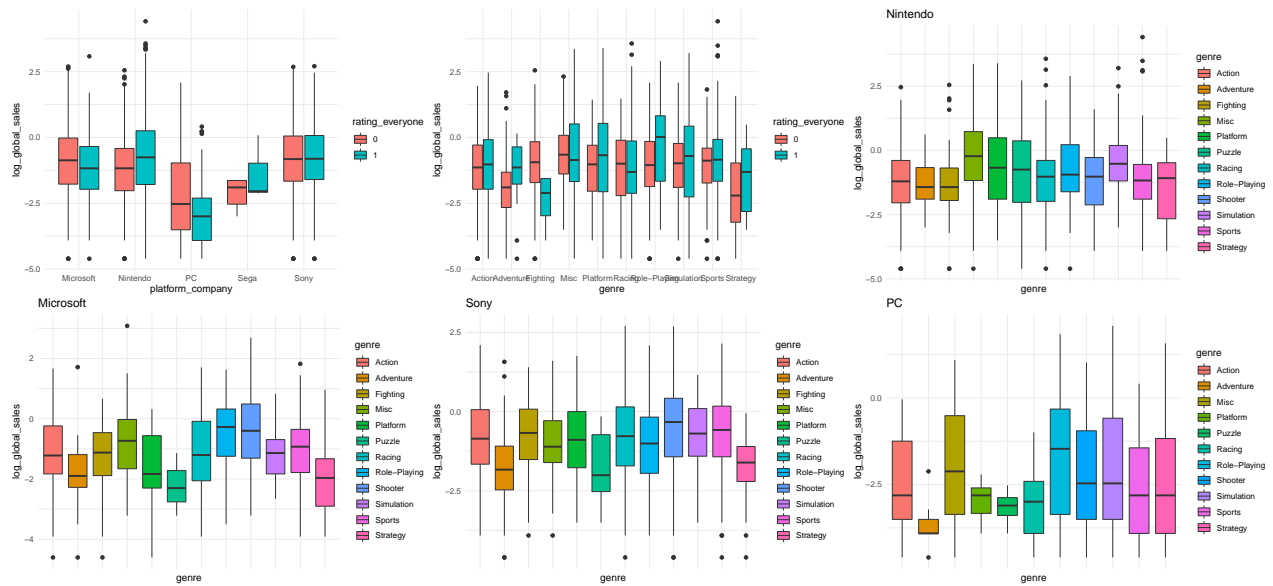 log_global_sales
2.5
0.0
−2.5
−5.0
Microsoft Nintendo PC Sega Sony
platform_company
rating_everyone
0
1
log_global_sales
2.5
0.0
−2.5
−5.0
Action Adventure Fighting Misc Platform Racing Role−Playing Simulation Sports Strategy
genre
rating_everyone
0
1
Nintendo
log_global_sales
2.5
0.0
−2.5
−5.0
genre
genre
Action
Adventure
Fighting
Misc
Platform
Puzzle
Racing
Role−Playing
Shooter
Simulation
Sports
Strategy
Microsoft
log_global_sales
2
0
−2
−4
genre
genre
Action
Adventure
Fighting
Misc
Platform
Puzzle
Racing
Role−Playing
Shooter
Simulation
Sports
Strategy
Sony
log_global_sales
2.5
0.0
−2.5
genre
genre
Action
Adventure
Fighting
Misc
Platform
Puzzle
Racing
Role−Playing
Shooter
Simulation
Sports
Strategy
PC
log_global_sales
0.0
−2.5
genre
genre
Action
Adventure
Misc
Platform
Puzzle
Racing
Role−Playing
Shooter
Simulation
Sports
Strategy